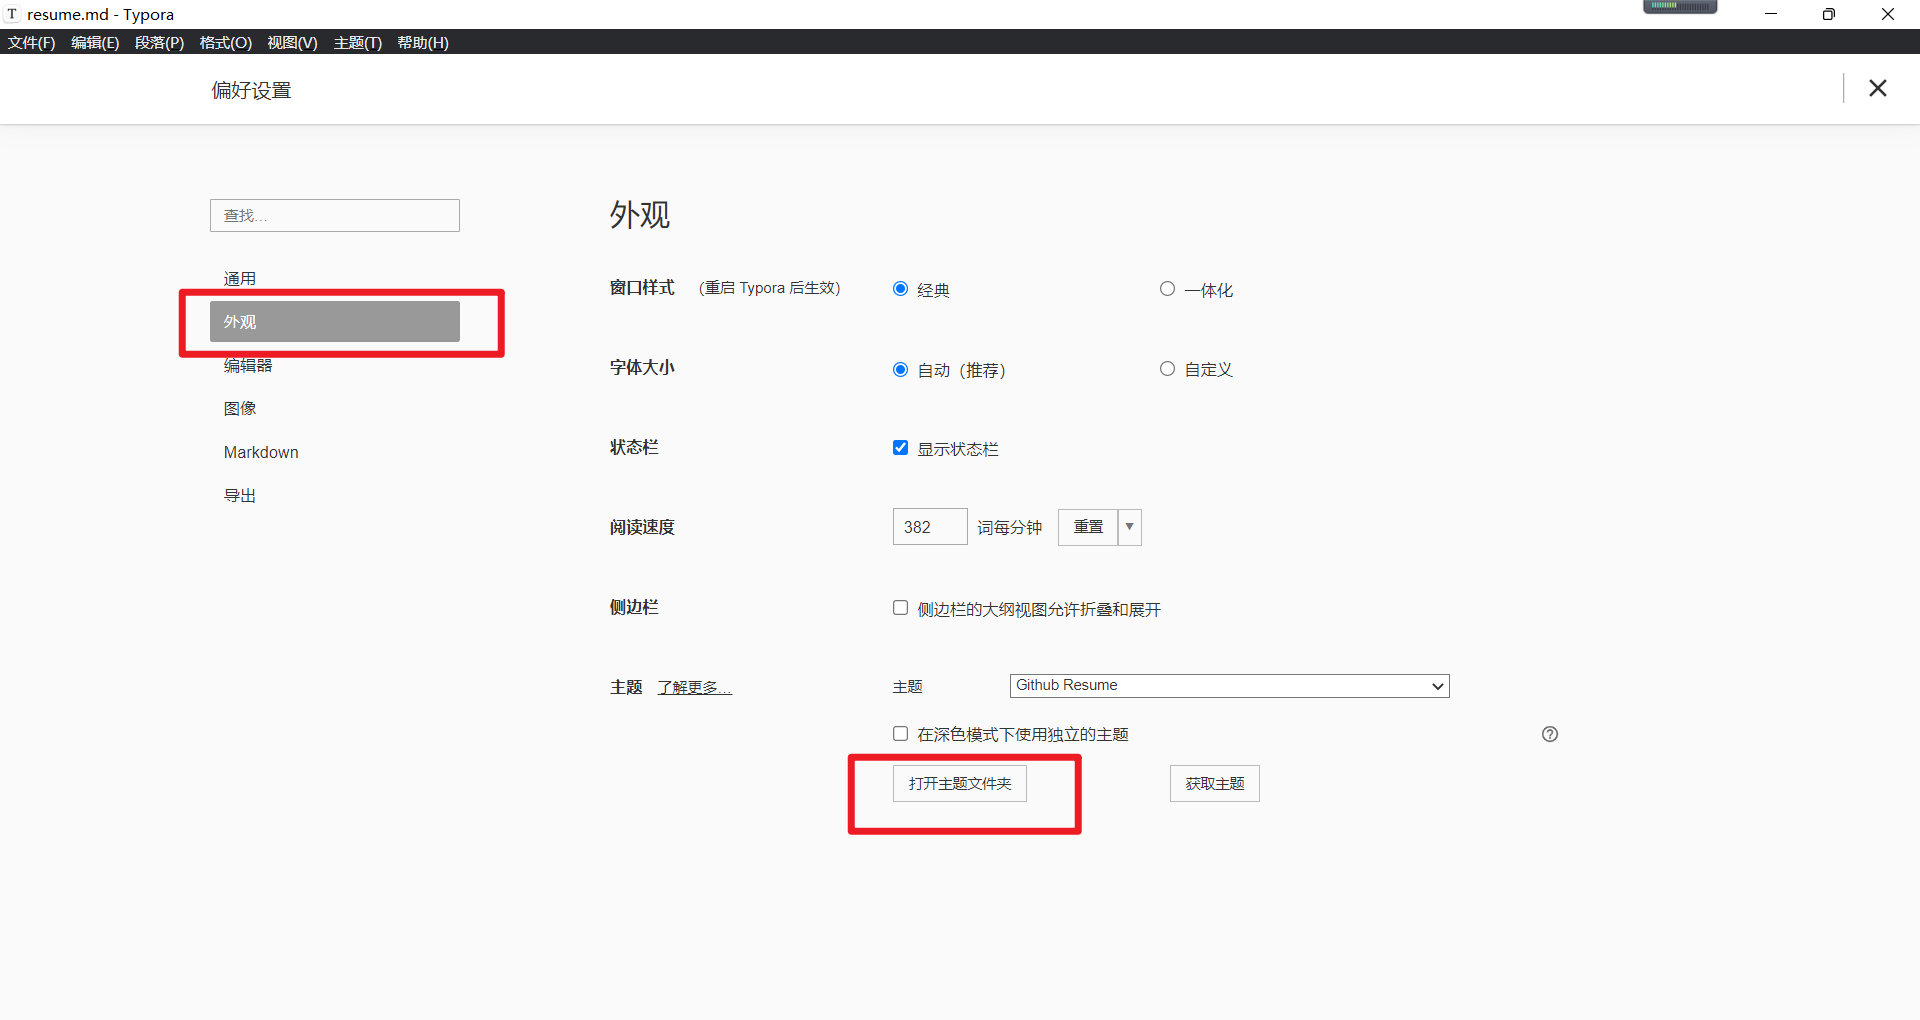 T resume.md - Typora
文件(F) 编辑(E) 段落(P) 格式(O) 视图(V) 主题(T) 帮助(H)
偏好设置
查找...
通用
外观
编辑器
图像
Markdown
导出
外观
窗口样式 (重启 Typora 后生效) 经典 一体化
字体大小 自动（推荐） 自定义
状态栏 显示状态栏
阅读速度 382 词每分钟 重置
侧边栏 侧边栏的大纲视图允许折叠和展开
主题 了解更多... 主题 Github Resume
在深色模式下使用独立的主题
打开主题文件夹 获取主题